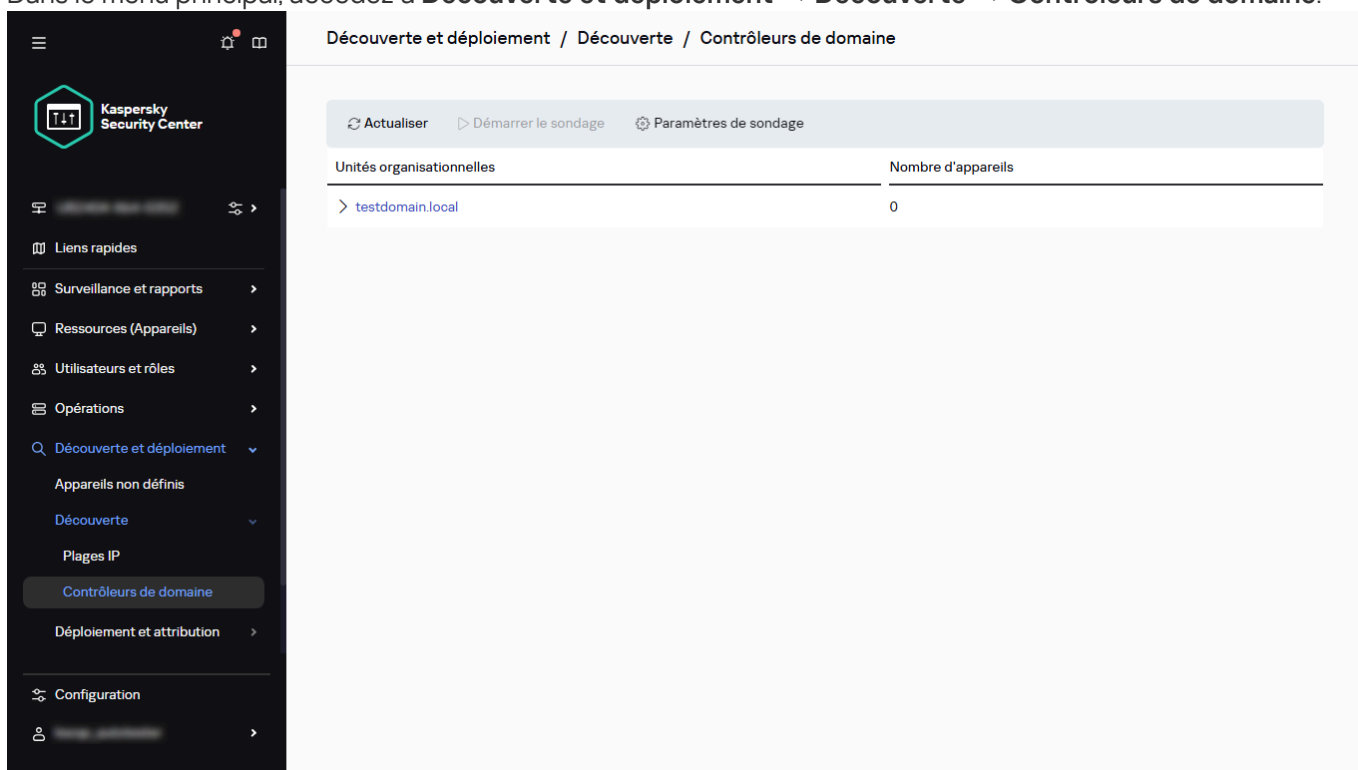 Dans le menu principal, accédez à Découverte et déploiement → Découverte → Contrôleurs de domaine.
Découverte et déploiement / Découverte / Contrôleurs de domaine
Kaspersky
Security Center
Actualiser Démarrer le sondage Paramètres de sondage
Unités organisationnelles Nombre d'appareils
testdomain.local 0
Liens rapides
Surveillance et rapports
Ressources (Appareils)
Utilisateurs et rôles
Opérations
Découverte et déploiement
Appareils non définis
Découverte
Plages IP
Contrôleurs de domaine
Déploiement et attribution
Configuration